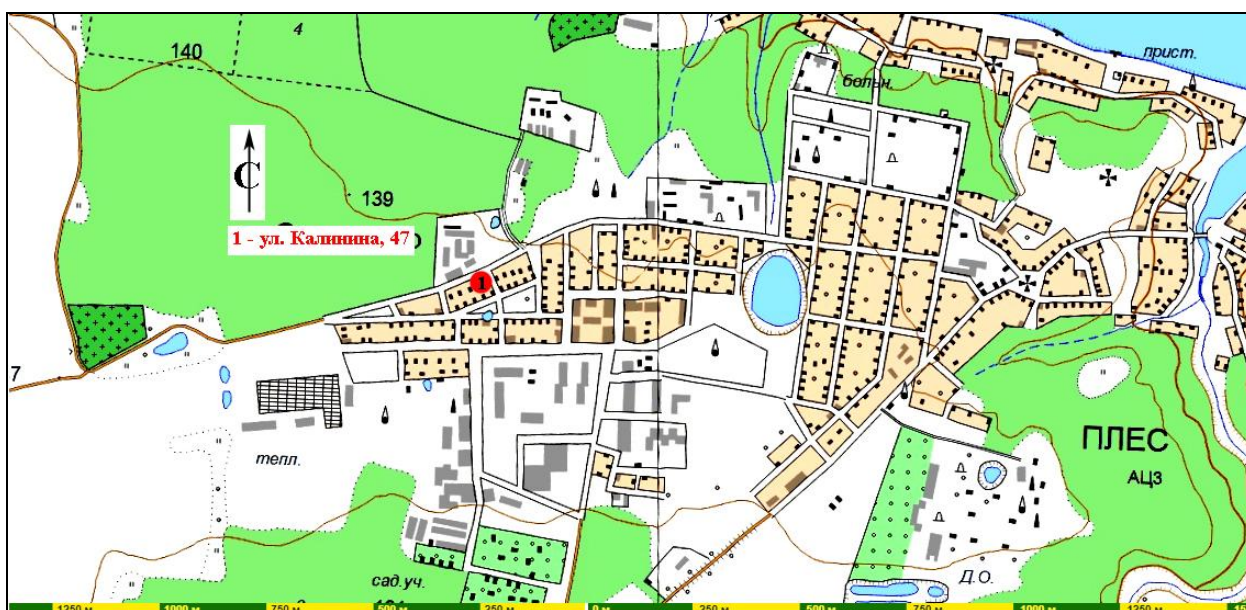 140
4
прист.
больн.
С
139
1 - ул. Калинина, 47
1
7
ПЛЕС
АЦЗ
тепл.
сад.уч.
Д.О.
1250 м 1000 м 750 м 500 м 250 м 0 м 250 м 500 м 750 м 1000 м 1250 м